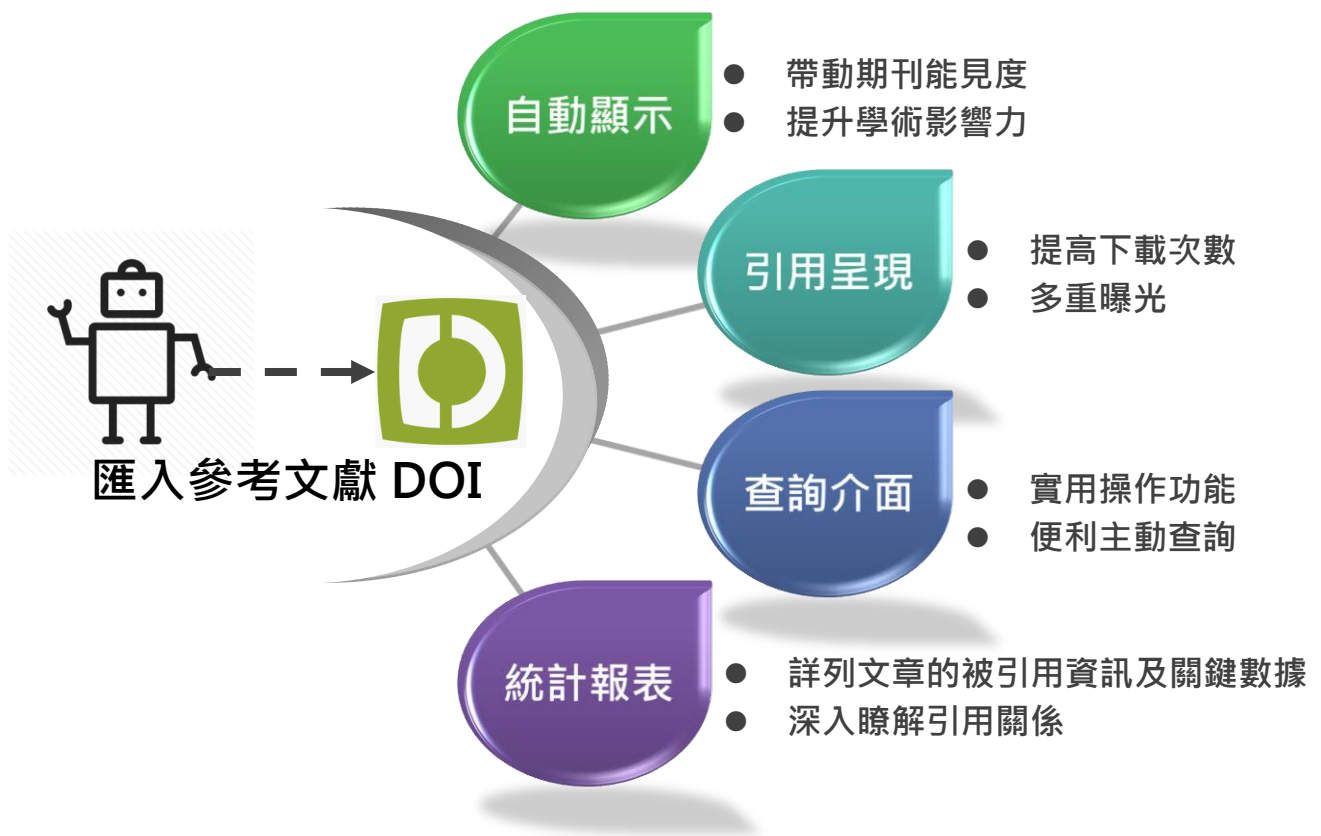 自動顯示
● 帶動期刊能見度
● 提升學術影響力
引用呈現
● 提高下載次數
● 多重曝光
匯入參考文獻 DOI
查詢介面
● 實用操作功能
● 便利主動查詢
統計報表
● 詳列文章的被引用資訊及關鍵數據
● 深入瞭解引用關係